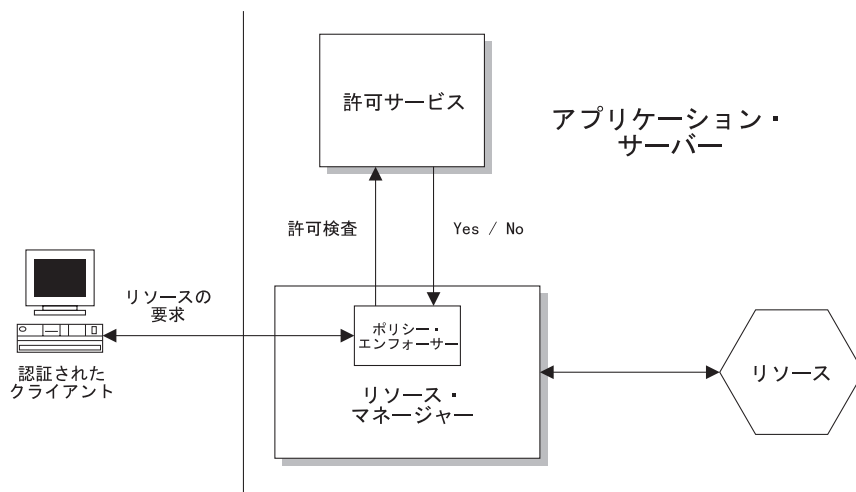 許可サービス
アプリケーション・
サーバー
許可検査
Yes / No
リソースの
要求
ポリシー・
エンフォーサー
認証された
クライアント
リソース・
マネージャー
リソース